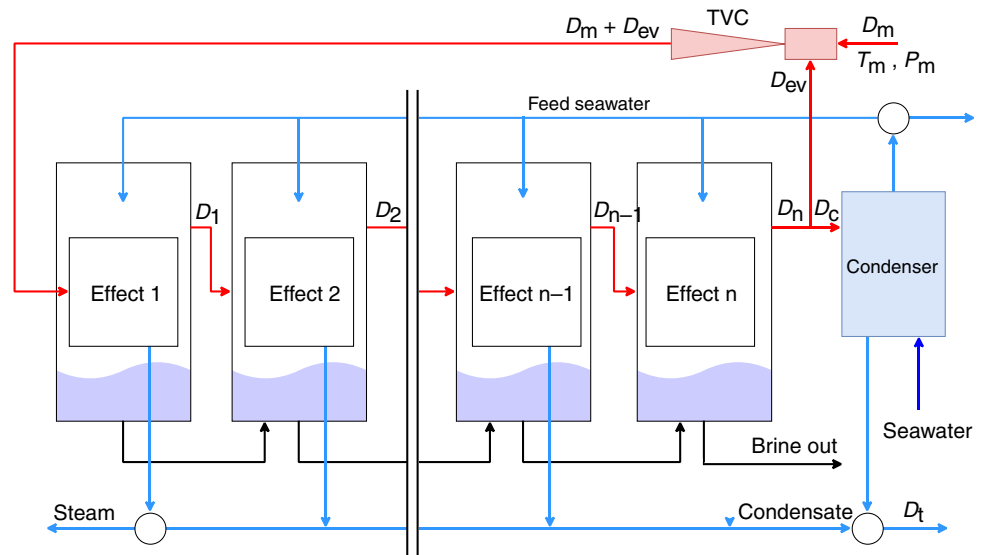 TVC
Dm + Dev
Dm
Tm , Pm
Dev
Feed seawater
D1
D2
Dn–1
Dn
Dc
Effect 1
Effect 2
Effect n–1
Effect n
Condenser
Seawater
Brine out
Steam
Condensate
Dt